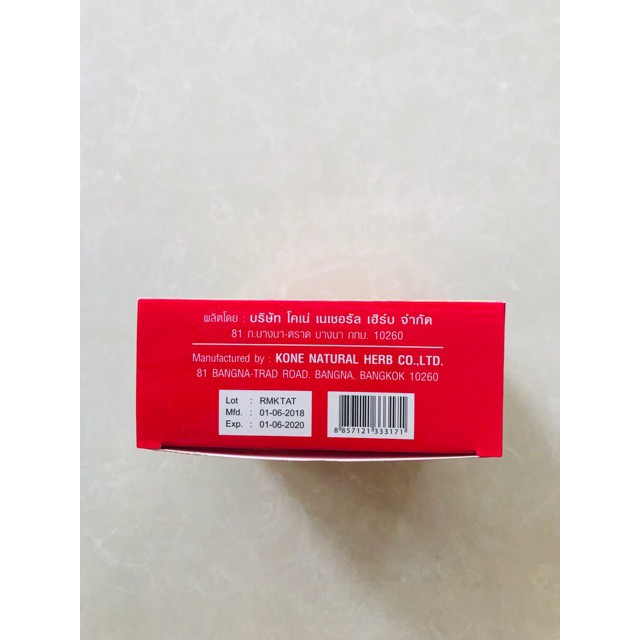 ผลิตโดย : บริษัท โคเน่ เนเชอรัล เฮิร์บ จำกัด
81 ถ.บางนา-ตราด บางนา กทม. 10260
Manufactured by : KONE NATURAL HERB CO.,LTD.
81 BANGNA-TRAD ROAD, BANGNA, BANGKOK 10260
Lot : RMKTAT
Mfd. : 01-06-2018
Exp. : 01-06-2020
8 857121 333171